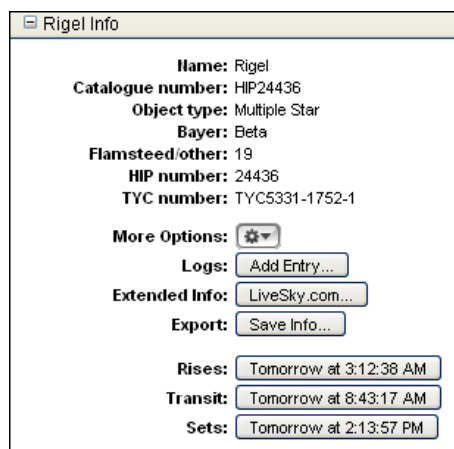 Rigel Info
Name: Rigel
Catalogue number: HIP24436
Object type: Multiple Star
Bayer: Beta
Flamsteed/other: 19
HIP number: 24436
TYC number: TYC5331-1752-1
More Options:
Logs: Add Entry...
Extended Info: LiveSky.com...
Export: Save Info...
Rises: Tomorrow at 3:12:38 AM
Transit: Tomorrow at 8:43:17 AM
Sets: Tomorrow at 2:13:57 PM